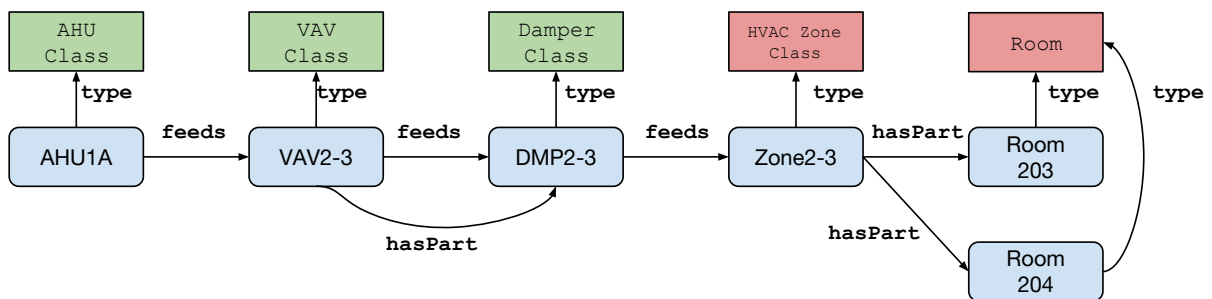 AHU
Class
VAV
Class
Damper
Class
HVAC Zone
Class
Room
type
type
type
type
type
type
feeds
feeds
feeds
hasPart
AHU1A
VAV2-3
DMP2-3
Zone2-3
Room
203
hasPart
hasPart
Room
204